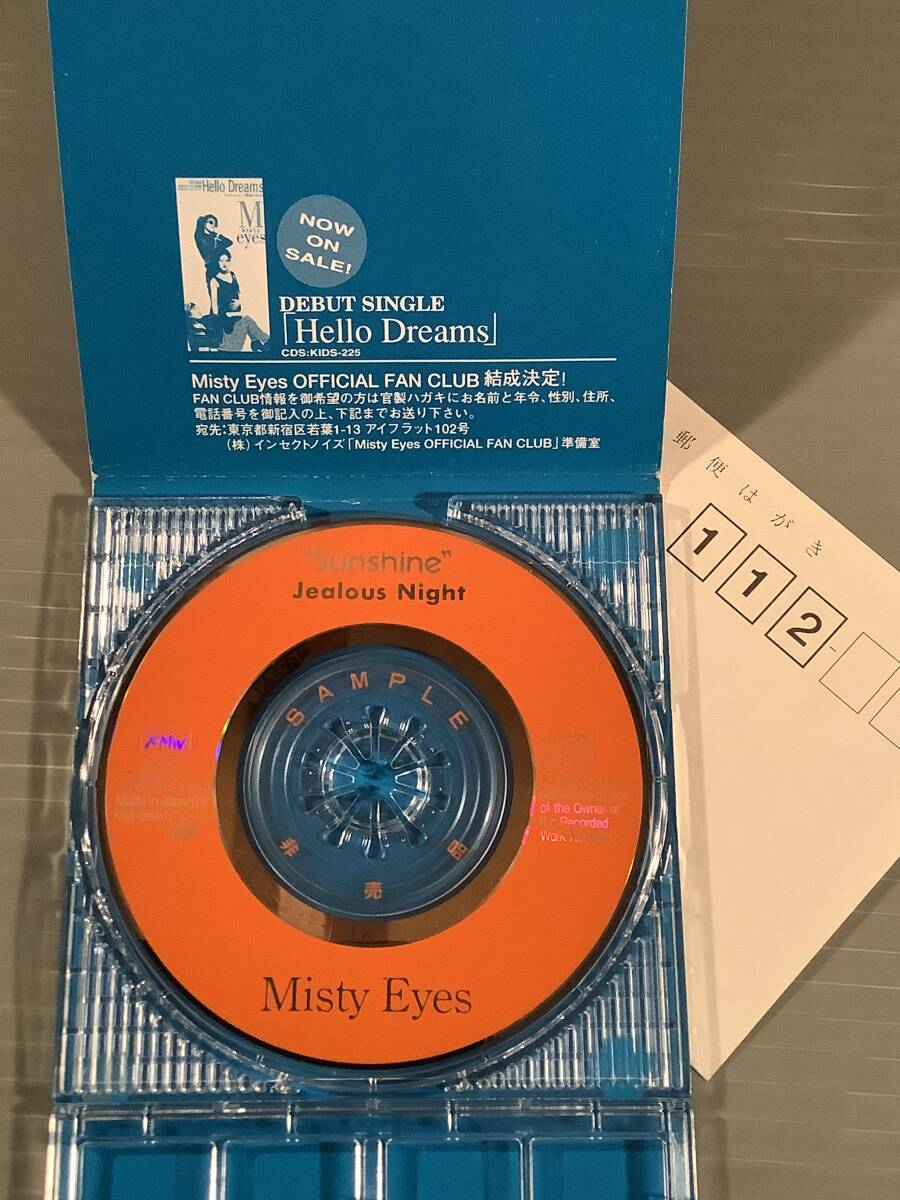 Hello Dreams
M
eyes
NOW
ON
SALE!
DEBUT SINGLE
「Hello Dreams」
CDS:KIDS-225
Misty Eyes OFFICIAL FAN CLUB 結成決定!
FAN CLUB情報を御希望の方は官製ハガキにお名前と年令、性別、住所、
電話番号を御記入の上、下記までお送り下さい。
宛先:東京都新宿区若葉1-13 アイフラット102号
(株)インセクトノイズ「Misty Eyes OFFICIAL FAN CLUB」準備室
郵便はがき
112-
"Sunshine"
Jealous Night
SAMPLE
非売品
KMW
Made in Japan by
King Record Co.
of the Owner of
Recorded
Work
Misty Eyes